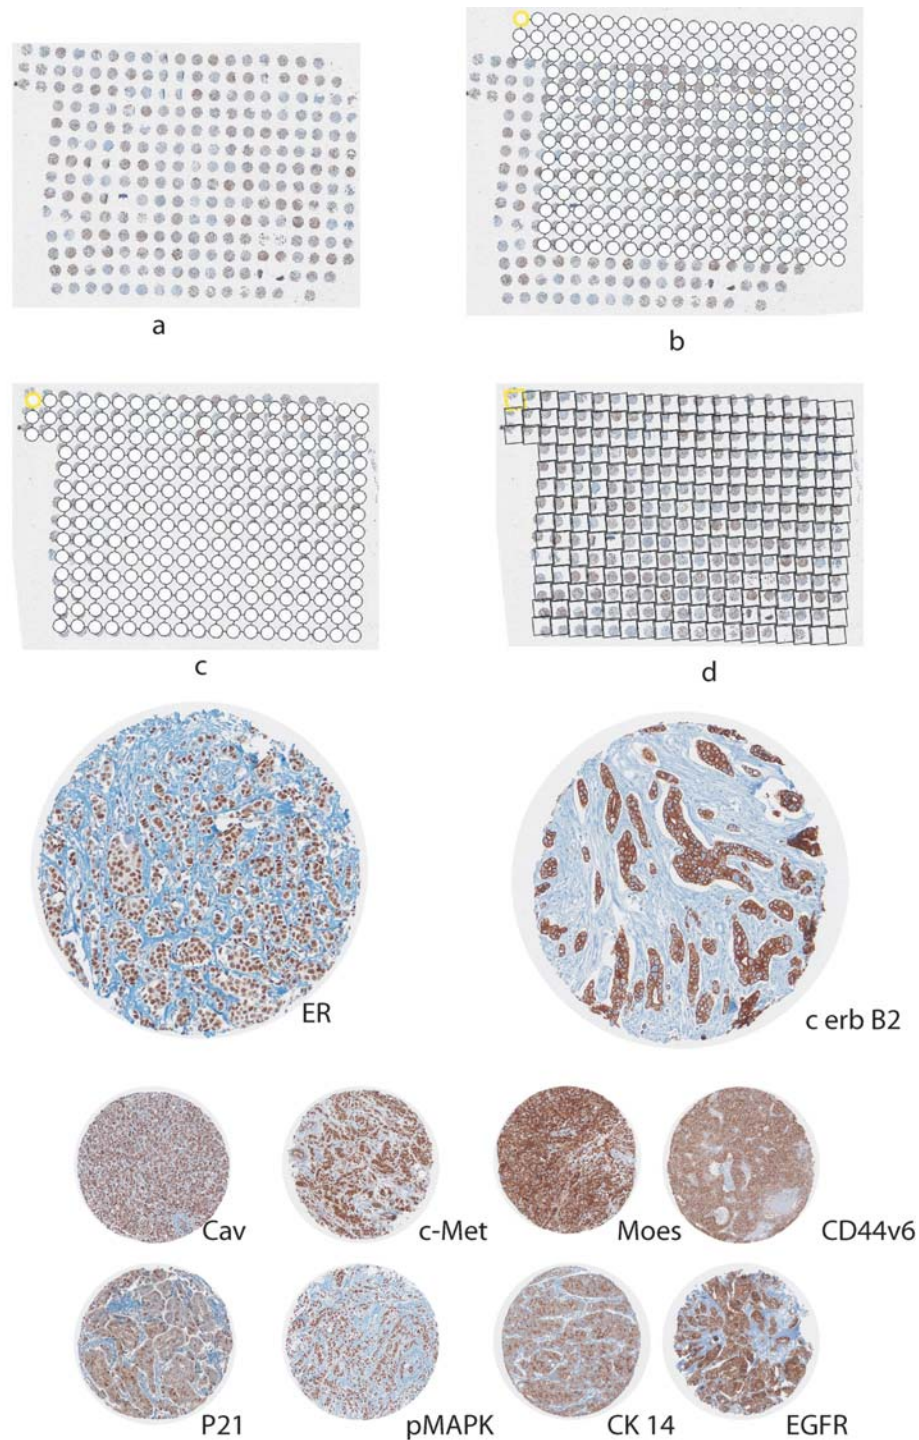 a
b
c
d
ER
c erb B2
Cav
c-Met
Moes
CD44v6
P21
pMAPK
CK 14
EGFR